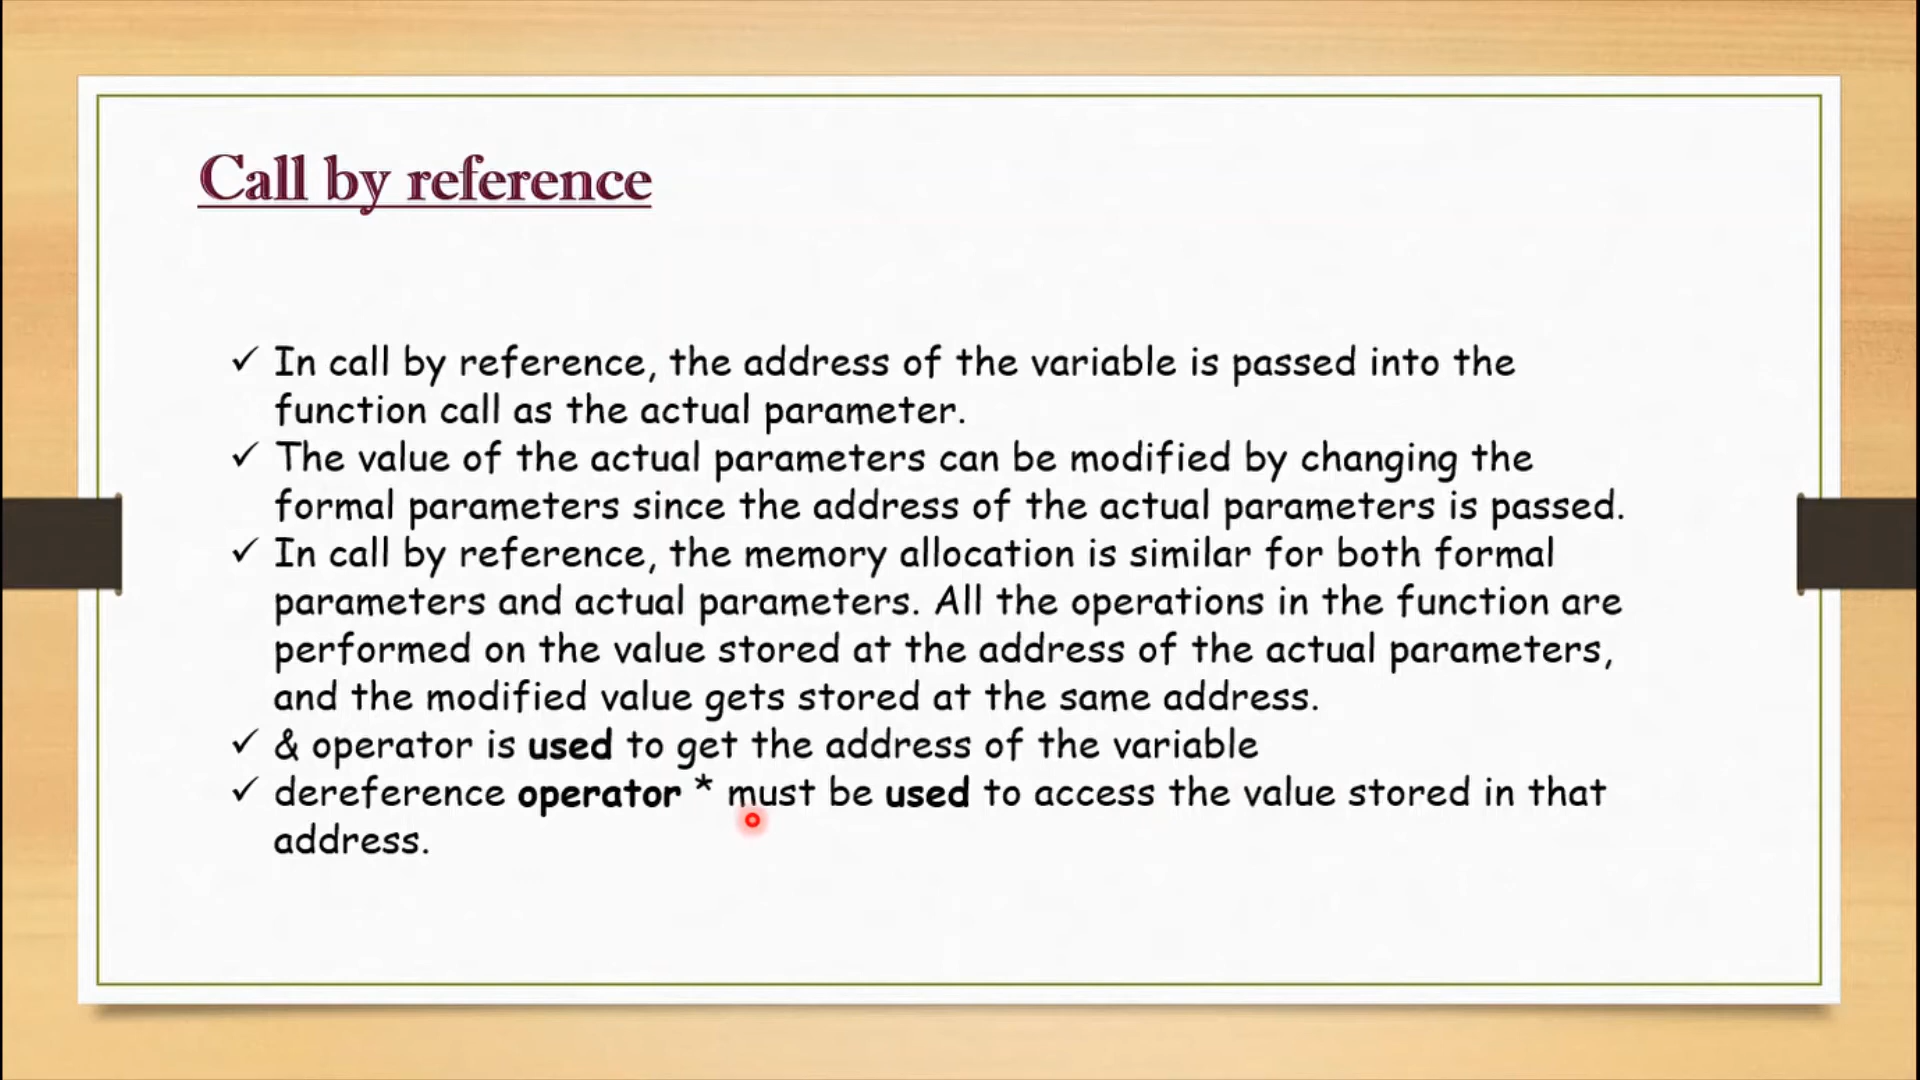 Call by reference
✓ In call by reference, the address of the variable is passed into the
function call as the actual parameter.
✓ The value of the actual parameters can be modified by changing the
formal parameters since the address of the actual parameters is passed.
✓ In call by reference, the memory allocation is similar for both formal
parameters and actual parameters. All the operations in the function are
performed on the value stored at the address of the actual parameters,
and the modified value gets stored at the same address.
✓ & operator is used to get the address of the variable
✓ dereference operator * must be used to access the value stored in that
address.